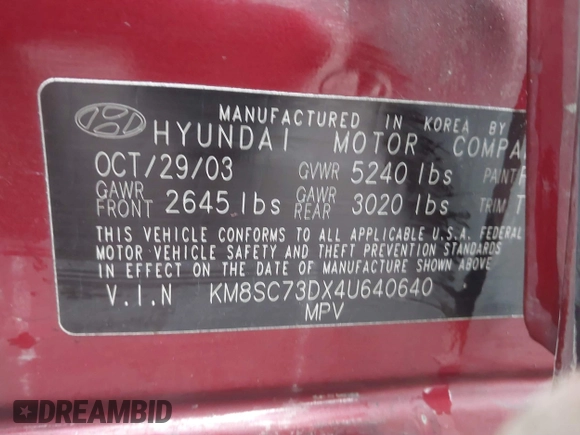 MANUFACTURED IN KOREA BY
HYUNDAI MOTOR
OCT/29/03 GVWR 5240 lbs PAINT
GAWR FRONT 2645 lbs GAWR REAR 3020 lbs TRIM T
THIS VEHICLE CONFORMS TO ALL APPLICABLE U.S.A. FEDERAL
MOTOR VEHICLE SAFETY AND THEFT PREVENTION STANDARDS
IN EFFECT ON THE DATE OF MANUFACTURE SHOWN ABOVE
V.I.N KM8SC73DX4U640640
MPV
DREAMBID